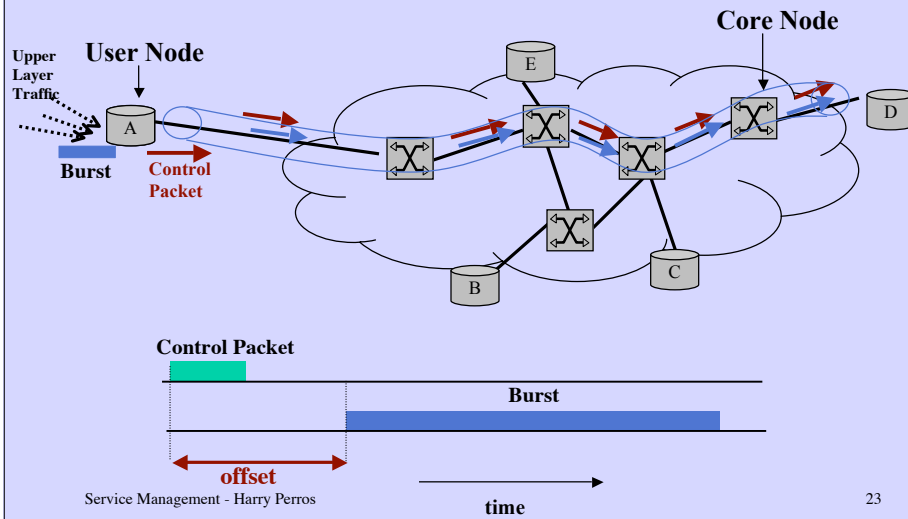 Core Node
User Node
Upper
Layer
Traffic
E
A
D
Burst
Control
Packet
B
C
Control Packet
Burst
offset
Service Management - Harry Perros
time
23